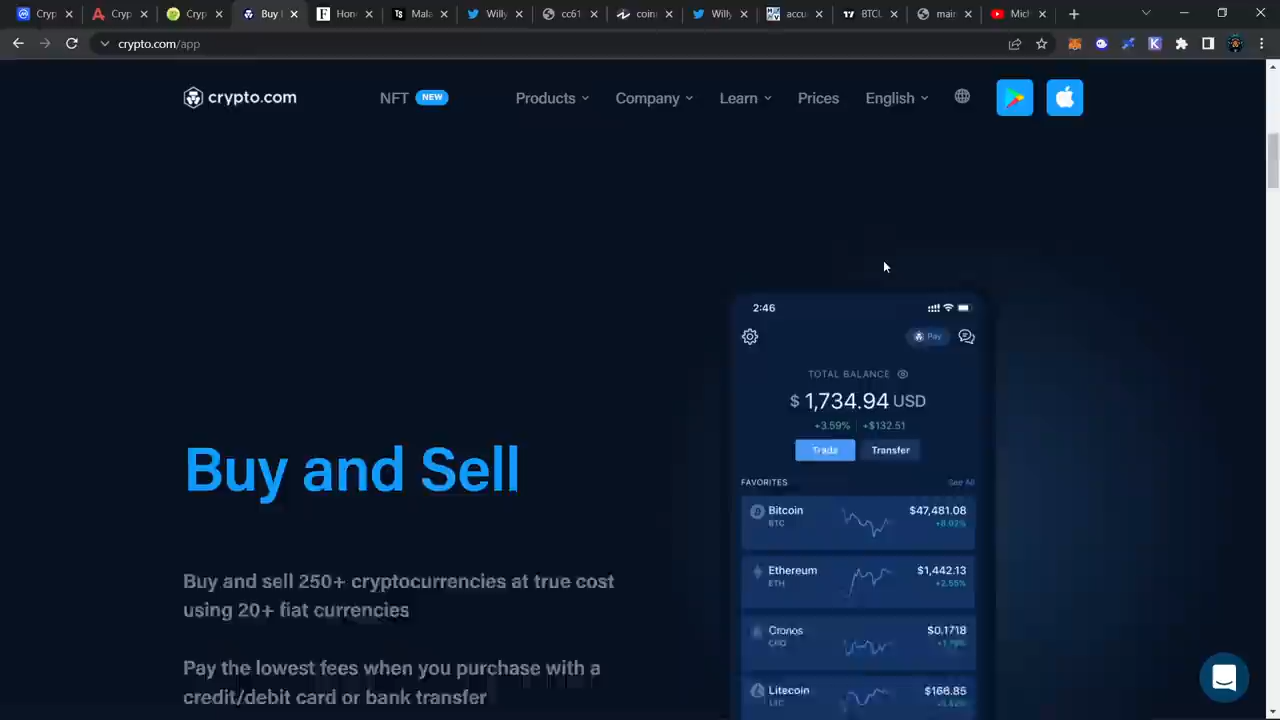 Cryp
Cryp
Cryp
Buy
Hon
Mala
Willy
cc61
coin
Willy
accu
BTCU
main
Mich
crypto.com/app
crypto.com
NFT NEW Products Company Learn Prices English
2:46
Pay
TOTAL BALANCE
$ 1,734.94 USD
+3.59% +$132.51
Trade Transfer
FAVORITES See All
Bitcoin $47,481.08
BTC +8.02%
Ethereum $1,442.13
ETH +2.55%
Cronos $0.1718
CRO
Litecoin $166.85
LTC
Buy and Sell
Buy and sell 250+ cryptocurrencies at true cost
using 20+ fiat currencies
Pay the lowest fees when you purchase with a
credit/debit card or bank transfer